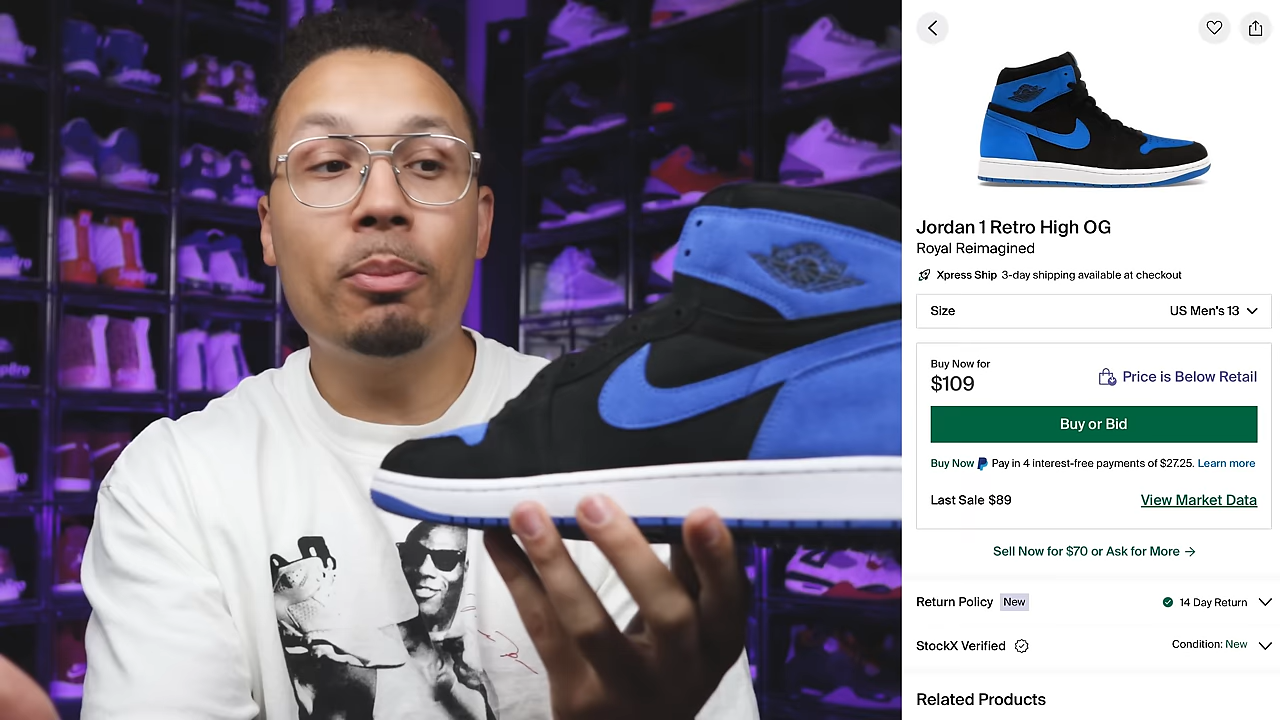 Jordan 1 Retro High OG
Royal Reimagined
Xpress Ship 3-day shipping available at checkout
Size US Men's 13
Buy Now for
$109
Price is Below Retail
Buy or Bid
Buy Now Pay in 4 interest-free payments of $27.25. Learn more
Last Sale $89 View Market Data
Sell Now for $70 or Ask for More →
Return Policy New 14 Day Return
StockX Verified Condition: New
Related Products